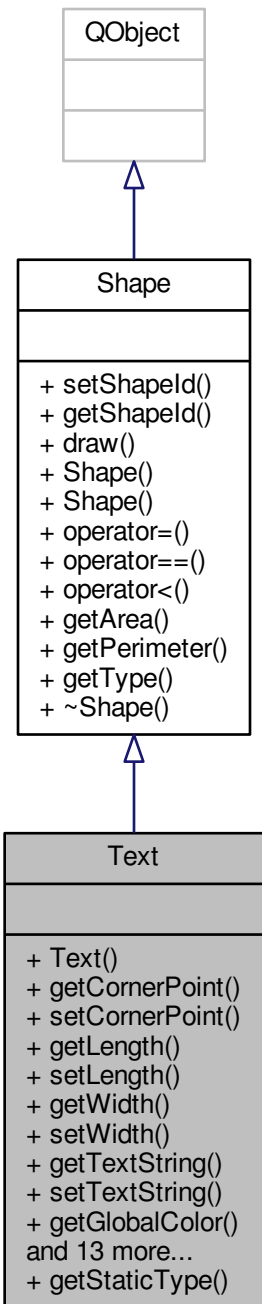 QObject
Shape
+ setShapeId()
+ getShapeId()
+ draw()
+ Shape()
+ Shape()
+ operator=()
+ operator==()
+ operator<()
+ getArea()
+ getPerimeter()
+ getType()
+ ~Shape()
Text
+ Text()
+ getCornerPoint()
+ setCornerPoint()
+ getLength()
+ setLength()
+ getWidth()
+ setWidth()
+ getTextString()
+ setTextString()
+ getGlobalColor()
and 13 more...
+ getStaticType()